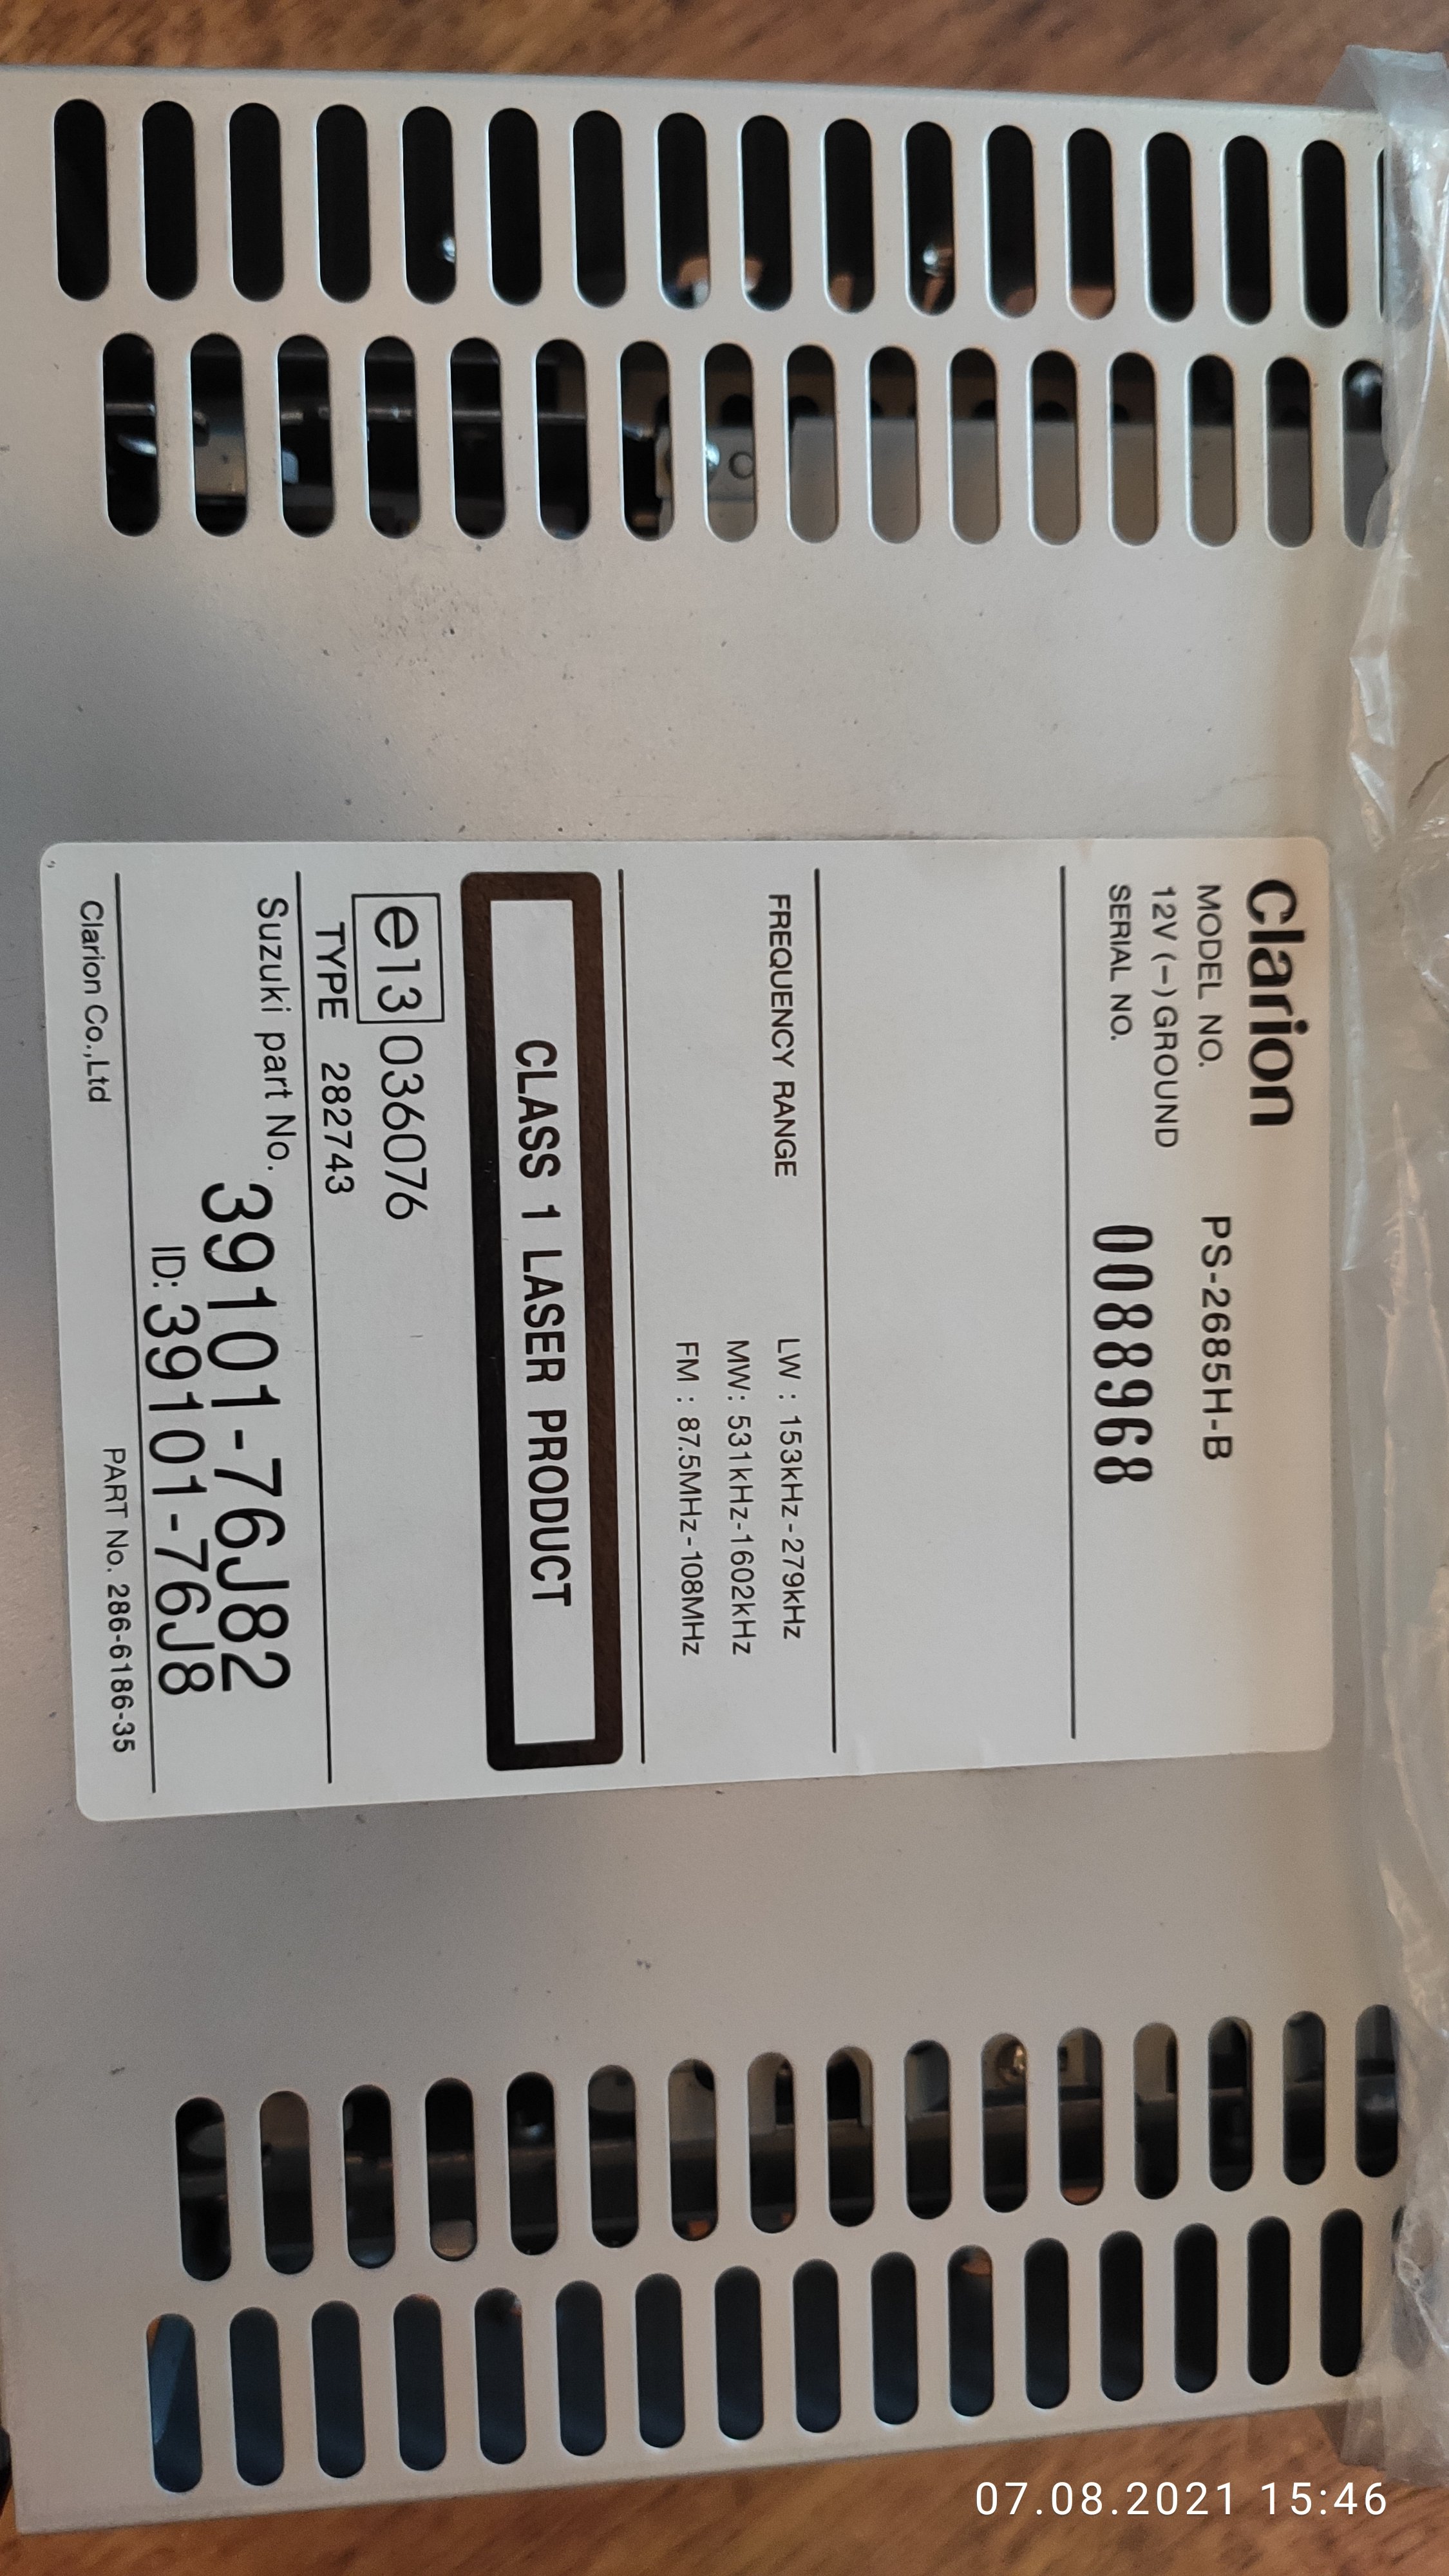 clarion
MODEL NO. PS-2685H-B
12V (−) GROUND
SERIAL NO. 0088968
FREQUENCY RANGE LW : 153kHz-279kHz
MW: 531kHz-1602kHz
FM : 87.5MHz-108MHz
CLASS 1 LASER PRODUCT
e13 036076
TYPE 282743
Suzuki part No. 39101-76J82
ID: 39101-76J8
Clarion Co.,Ltd PART No. 286-6186-35
07.08.2021 15:46